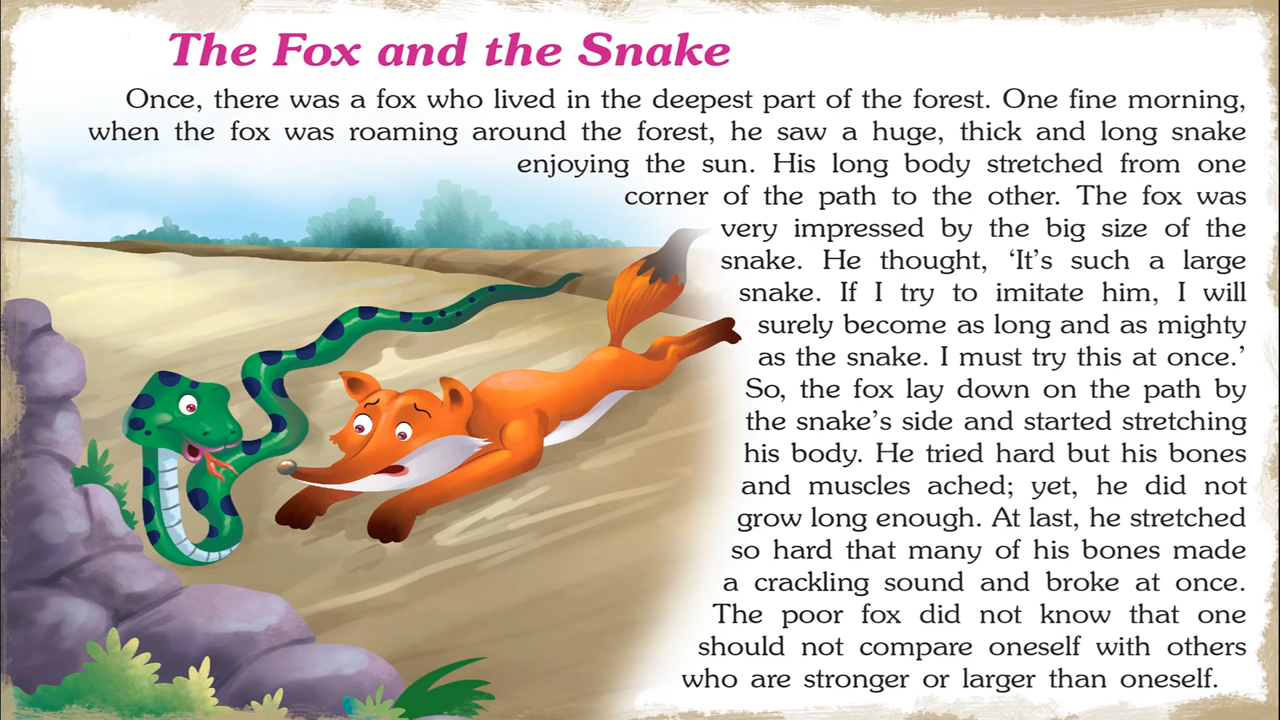 The Fox and the Snake
Once, there was a fox who lived in the deepest part of the forest. One fine morning,
when the fox was roaming around the forest, he saw a huge, thick and long snake
enjoying the sun. His long body stretched from one
corner of the path to the other. The fox was
very impressed by the big size of the
snake. He thought, ‘It’s such a large
snake. If I try to imitate him, I will
surely become as long and as mighty
as the snake. I must try this at once.’
So, the fox lay down on the path by
the snake’s side and started stretching
his body. He tried hard but his bones
and muscles ached; yet, he did not
grow long enough. At last, he stretched
so hard that many of his bones made
a crackling sound and broke at once.
The poor fox did not know that one
should not compare oneself with others
who are stronger or larger than oneself.